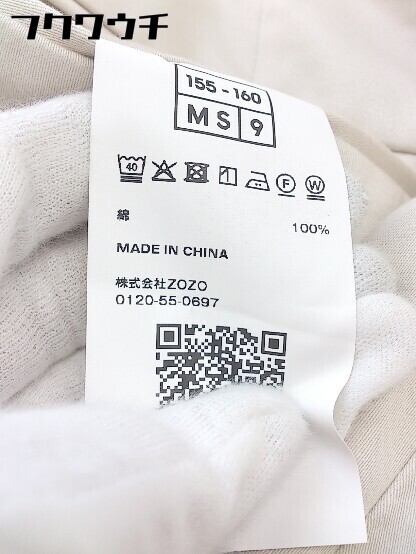 フクワウチ
155-160
MS 9
40
F W
綿 100%
MADE IN CHINA
株式会社ZOZO
0120-55-0697